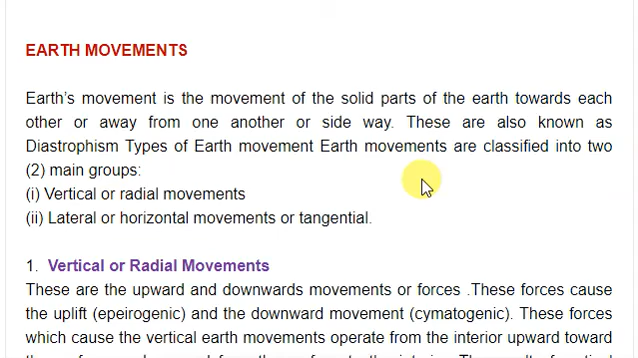 EARTH MOVEMENTS
Earth's movement is the movement of the solid parts of the earth towards each
other or away from one another or side way. These are also known as
Diastrophism Types of Earth movement Earth movements are classified into two
(2) main groups:
(i) Vertical or radial movements
(ii) Lateral or horizontal movements or tangential.
1. Vertical or Radial Movements
These are the upward and downwards movements or forces .These forces cause
the uplift (epeirogenic) and the downward movement (cymatogenic). These forces
which cause the vertical earth movements operate from the interior upward toward